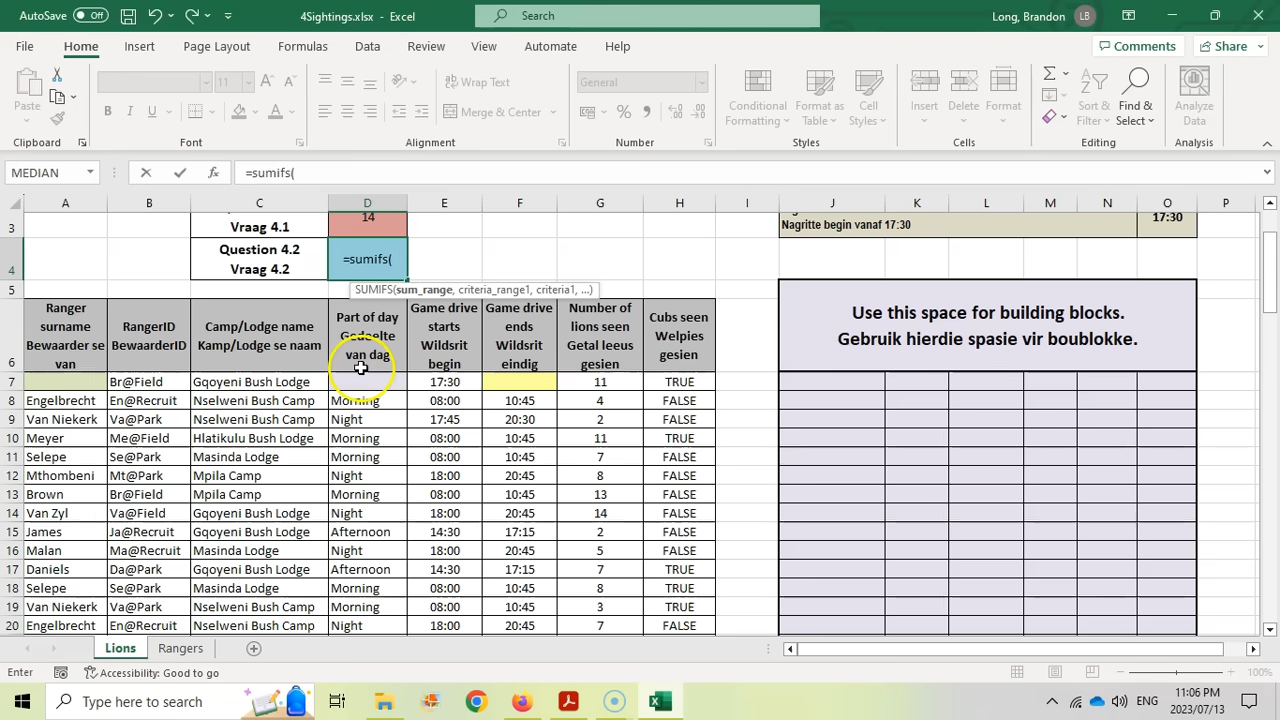 AutoSave Off 4Sightings.xlsx - Excel Search Long, Brandon LB
File Home Insert Page Layout Formulas Data Review View Automate Help Comments Share
Paste 11 A A Wrap Text General Conditional Formatting Format as Table Cell Styles Insert Delete Format Sort & Filter Find & Select Analyze Data
B I U A Merge & Center % ,
Clipboard Font Alignment Number Styles Cells Editing Analysis
MEDIAN fx =sumifs(
A B C D E F G H I J K L M N O P
3 Vraag 4.1 14 Nagritte begin vanaf 17:30 17:30
4 Question 4.2 Vraag 4.2 =sumifs(
5 SUMIFS(sum_range, criteria_range1, criteria1, ...)
6 Ranger surname Bewaarder se van RangerID BewaarderID Camp/Lodge name Kamp/Lodge se naam Part of day Gedeelte van dag Game drive starts Wildsrit begin Game drive ends Wildsrit eindig Number of lions seen Getal leeus gesien Cubs seen Welpies gesien
Use this space for building blocks.
Gebruik hierdie spasie vir boublokke.
7 Br@Field Gqoyeni Bush Lodge 17:30 11 TRUE
8 Engelbrecht En@Recruit Nselweni Bush Camp Morning 08:00 10:45 4 FALSE
9 Van Niekerk Va@Park Nselweni Bush Camp Night 17:45 20:30 2 FALSE
10 Meyer Me@Field Hlatikulu Bush Lodge Morning 08:00 10:45 11 TRUE
11 Selepe Se@Park Masinda Lodge Morning 08:00 10:45 7 FALSE
12 Mthombeni Mt@Park Mpila Camp Night 18:00 20:45 8 FALSE
13 Brown Br@Field Mpila Camp Morning 08:00 10:45 13 FALSE
14 Van Zyl Va@Field Gqoyeni Bush Lodge Night 18:00 20:45 14 FALSE
15 James Ja@Recruit Gqoyeni Bush Lodge Afternoon 14:30 17:15 2 FALSE
16 Malan Ma@Recruit Masinda Lodge Night 18:00 20:45 5 FALSE
17 Daniels Da@Park Gqoyeni Bush Lodge Afternoon 14:30 17:15 FALSE
18 Selepe Se@Park Masinda Lodge Morning 08:00 10:45 8 TRUE
19 Van Niekerk Va@Park Nselweni Bush Camp Morning 08:00 10:45 3 TRUE
20 Engelbrecht En@Recruit Nselweni Bush Camp Night 18:00 20:45 7 FALSE
Lions Rangers
Enter Accessibility: Good to go 100%
Type here to search ENG 11:06 PM 2023/07/13